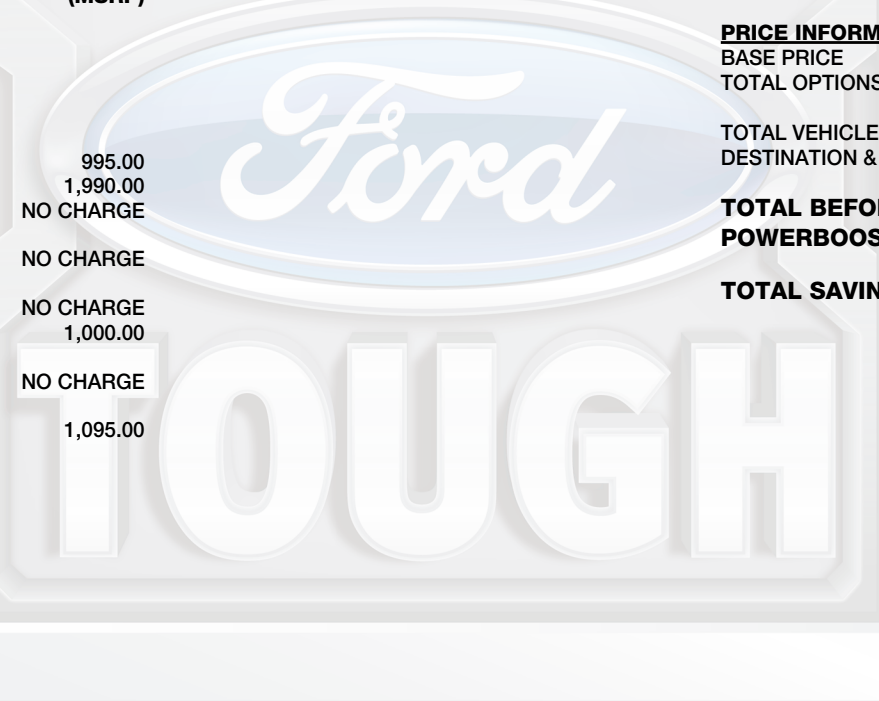 (MSRP)
995.00
1,990.00
NO CHARGE
NO CHARGE
NO CHARGE
1,000.00
NO CHARGE
1,095.00
PRICE INFORM
BASE PRICE
TOTAL OPTIONS
TOTAL VEHICLE
DESTINATION &
TOTAL BEFO
POWERBOOS
TOTAL SAVIN
Ford
TOUGH